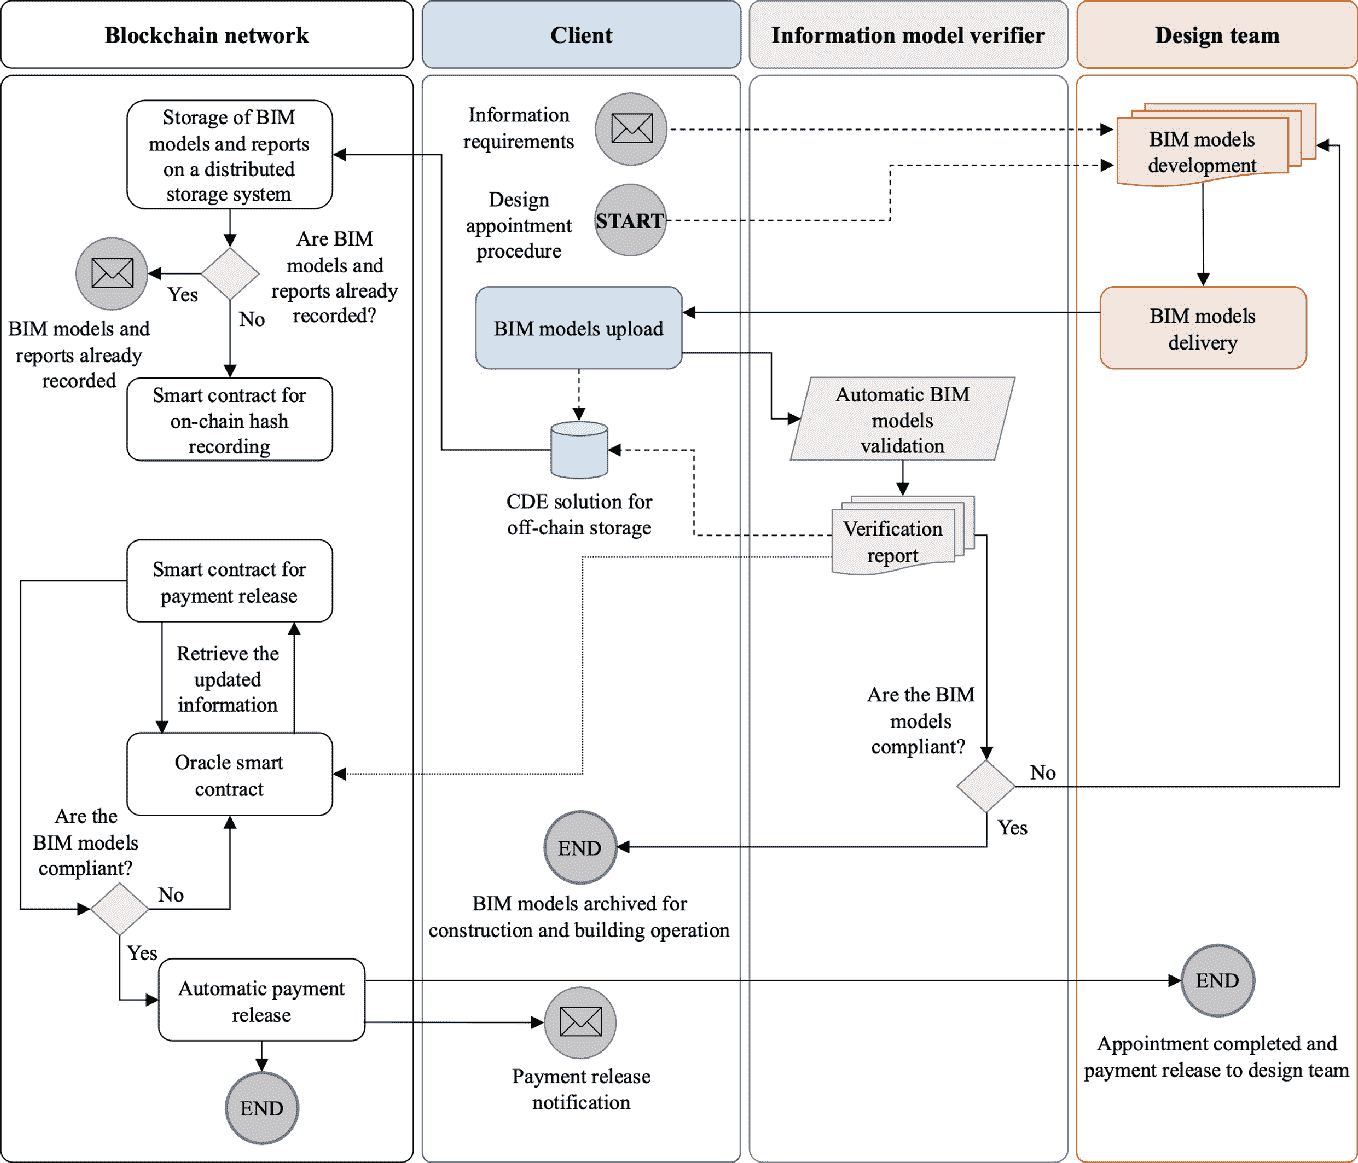 Blockchain network
Client
Information model verifier
Design team
Storage of BIM
models and reports
on a distributed
storage system
Are BIM
models and
reports already
recorded?
Yes
No
BIM models and
reports already
recorded
Smart contract for
on-chain hash
recording
Smart contract for
payment release
Retrieve the
updated
information
Oracle smart
contract
Are the
BIM models
compliant?
No
Yes
Automatic payment
release
END
Information
requirements
Design
appointment
procedure
START
BIM models upload
CDE solution for
off-chain storage
END
BIM models archived for
construction and building operation
Payment release
notification
Automatic BIM
models
validation
Verification
report
Are the BIM
models
compliant?
No
Yes
BIM models
development
BIM models
delivery
END
Appointment completed and
payment release to design team